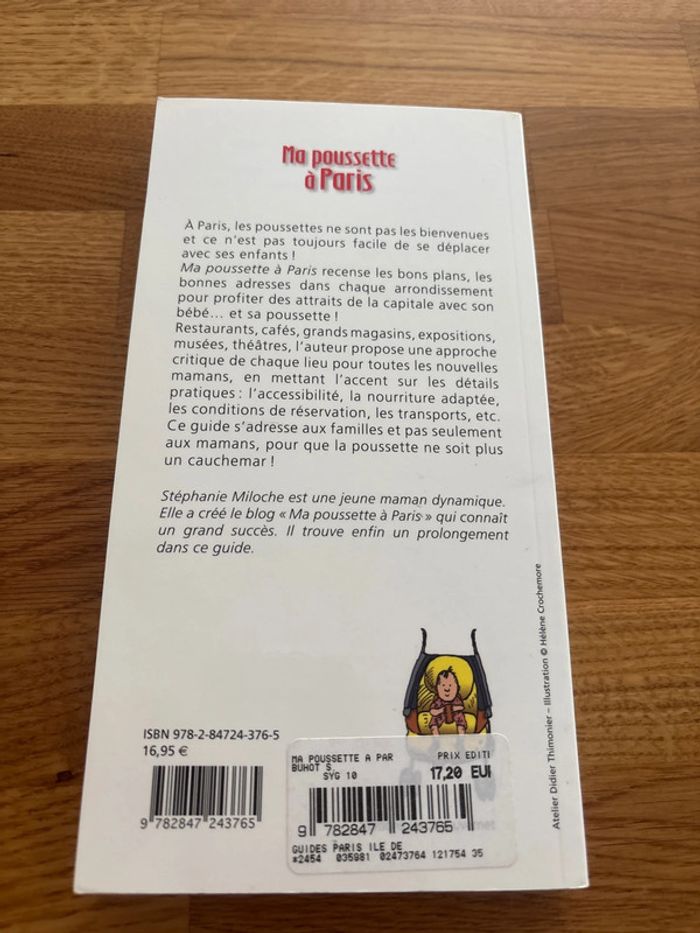 Ma poussette
à Paris
À Paris, les poussettes ne sont pas les bienvenues
et ce n'est pas toujours facile de se déplacer
avec ses enfants !
Ma poussette à Paris recense les bons plans, les
bonnes adresses dans chaque arrondissement
pour profiter des attraits de la capitale avec son
bébé… et sa poussette !
Restaurants, cafés, grands magasins, expositions,
musées, théâtres, l'auteur propose une approche
critique de chaque lieu pour toutes les nouvelles
mamans, en mettant l'accent sur les détails
pratiques : l'accessibilité, la nourriture adaptée,
les conditions de réservation, les transports, etc.
Ce guide s'adresse aux familles et pas seulement
aux mamans, pour que la poussette ne soit plus
un cauchemar !
Stéphanie Miloche est une jeune maman dynamique.
Elle a créé le blog « Ma poussette à Paris » qui connaît
un grand succès. Il trouve enfin un prolongement
dans ce guide.
Atelier Didier Thimonier – Illustration © Hélène Crochemore
ISBN 978-2-84724-376-5
16,95 €
9 782847 243765
MA POUSSETTE A PAR PRIX EDITI
BUHOT S.
SYG 10 17,20 EUI
9 782847 243765
GUIDES PARIS ILE DE
*2454 035981 02473764 121754 35